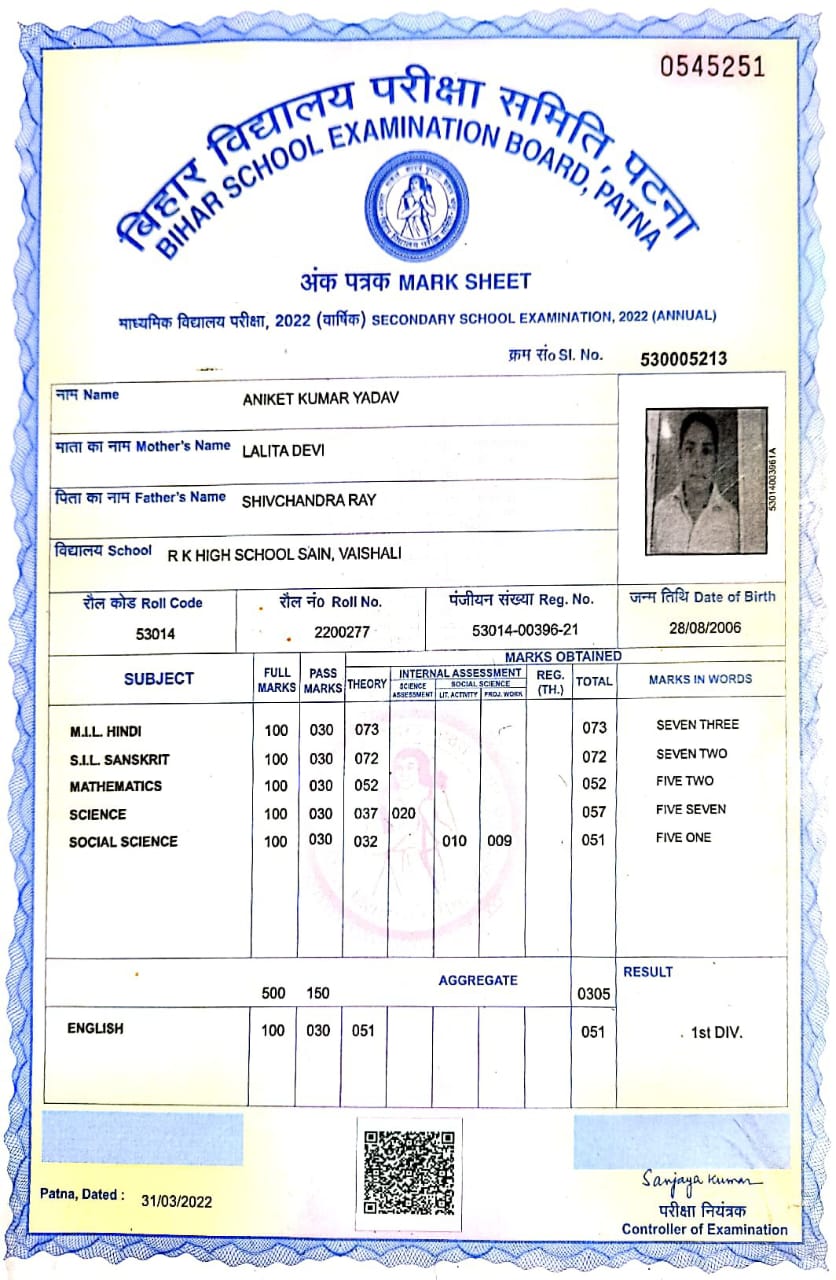 0545251
बिहार विद्यालय परीक्षा समिति, पटना
BIHAR SCHOOL EXAMINATION BOARD, PATNA
अंक पत्रक MARK SHEET
माध्यमिक विद्यालय परीक्षा, 2022 (वार्षिक) SECONDARY SCHOOL EXAMINATION, 2022 (ANNUAL)
क्रम सं० Sl. No. 530005213
नाम Name ANIKET KUMAR YADAV
माता का नाम Mother's Name LALITA DEVI
पिता का नाम Father's Name SHIVCHANDRA RAY
विद्यालय School R K HIGH SCHOOL SAIN, VAISHALI
53014003961A
रौल कोड Roll Code रौल नं० Roll No. पंजीयन संख्या Reg. No. जन्म तिथि Date of Birth
53014 2200277 53014-00396-21 28/08/2006
SUBJECT FULL MARKS PASS MARKS MARKS OBTAINED
THEORY INTERNAL ASSESSMENT REG. (TH.) TOTAL MARKS IN WORDS
SCIENCE ASSESSMENT SOCIAL SCIENCE
LIT. ACTIVITY PROJ. WORK
M.I.L. HINDI 100 030 073 073 SEVEN THREE
S.I.L. SANSKRIT 100 030 072 072 SEVEN TWO
MATHEMATICS 100 030 052 052 FIVE TWO
SCIENCE 100 030 037 020 057 FIVE SEVEN
SOCIAL SCIENCE 100 030 032 010 009 051 FIVE ONE
500 150 AGGREGATE 0305 RESULT
ENGLISH 100 030 051 051 1st DIV.
Patna, Dated : 31/03/2022
Sanjaya Kumar
परीक्षा नियंत्रक
Controller of Examination